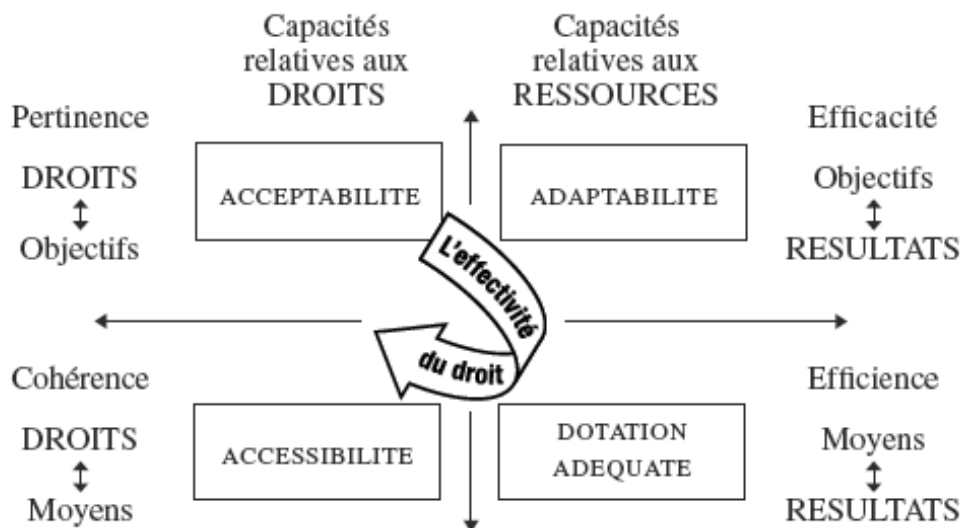 Capacités
relatives aux
DROITS
Capacités
relatives aux
RESSOURCES
Pertinence
DROITS
Objectifs
ACCEPTABILITE
ADAPTABILITE
Efficacité
Objectifs
RESULTATS
L'effectivité
du droit
Cohérence
DROITS
Moyens
ACCESSIBILITE
DOTATION
ADEQUATE
Efficience
Moyens
RESULTATS